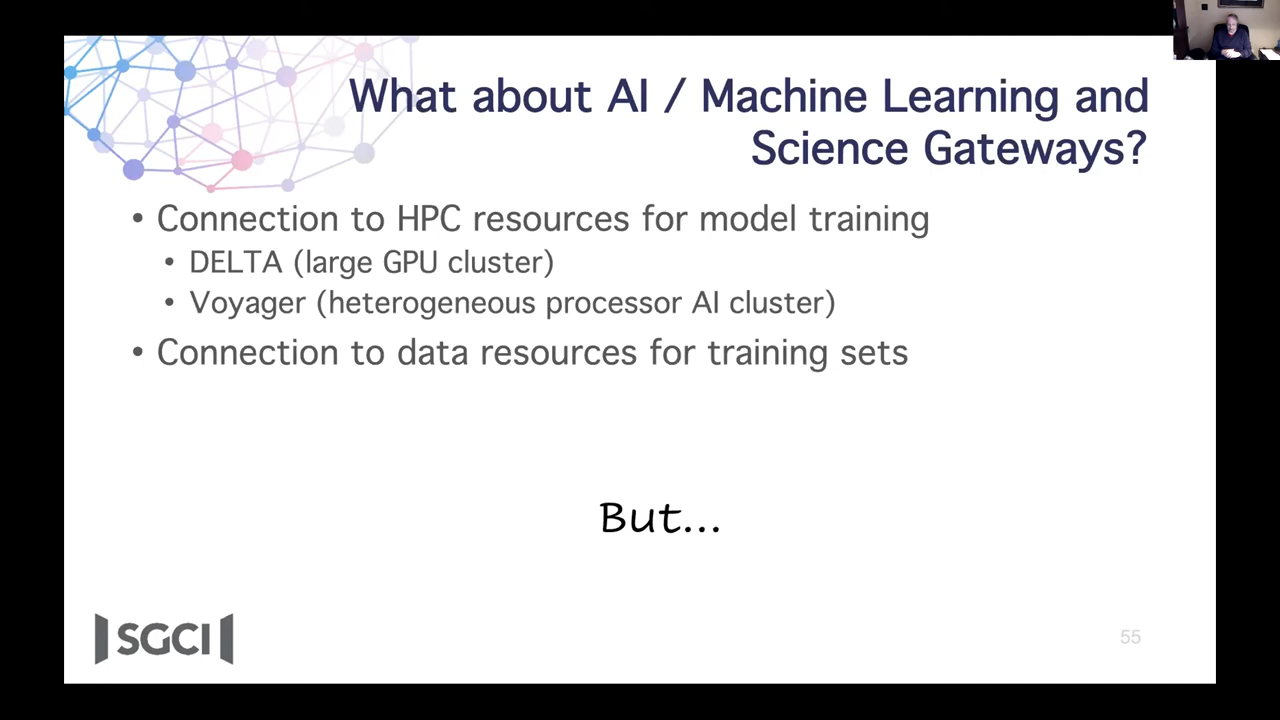 What about AI / Machine Learning and
Science Gateways?
• Connection to HPC resources for model training
• DELTA (large GPU cluster)
• Voyager (heterogeneous processor AI cluster)
• Connection to data resources for training sets
But...
SGCI
55